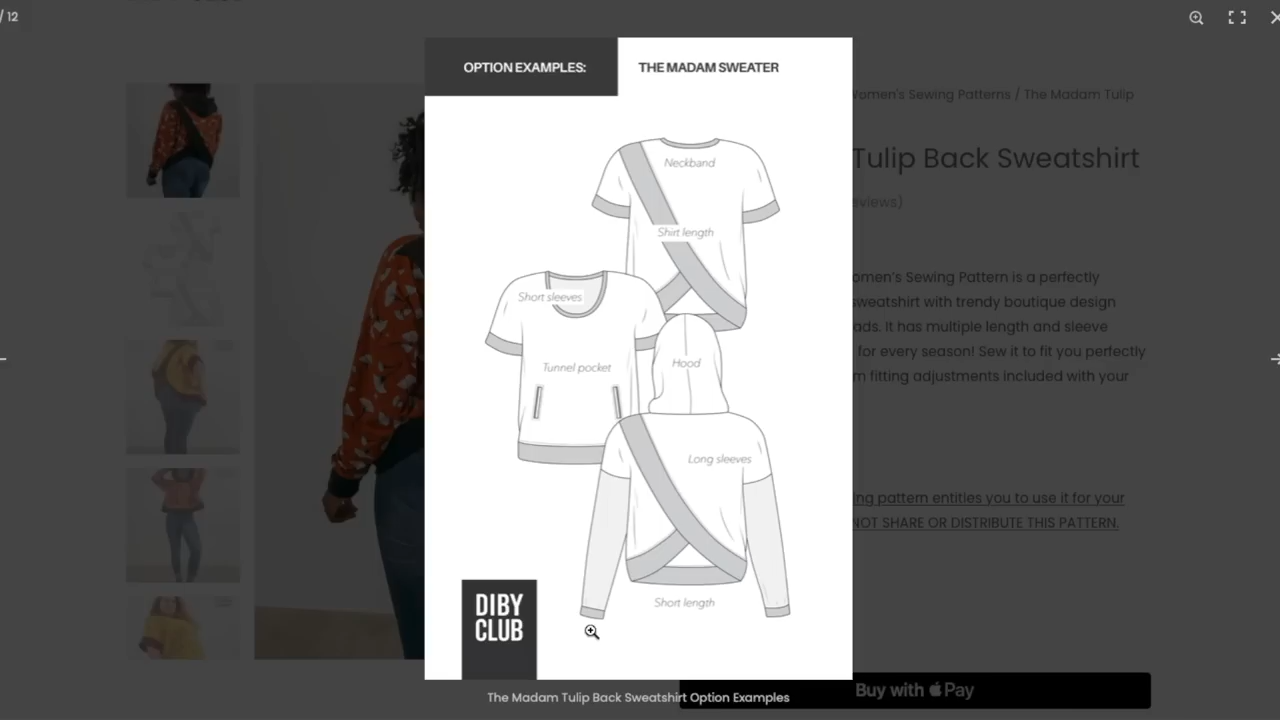 / 12
OPTION EXAMPLES:
THE MADAM SWEATER
Women's Sewing Patterns / The Madam Tulip
Tulip Back Sweatshirt
Neckband
Shirt length
Short sleeves
Tunnel pocket
Hood
Long sleeves
Short length
Women's Sewing Pattern is a perfectly
sweatshirt with trendy boutique design
It has multiple length and sleeve
for every season! Sew it to fit you perfectly
fitting adjustments included with your
pattern entitles you to use it for your
NOT SHARE OR DISTRIBUTE THIS PATTERN.
DIBY
CLUB
Buy with Pay
The Madam Tulip Back Sweatshirt Option Examples